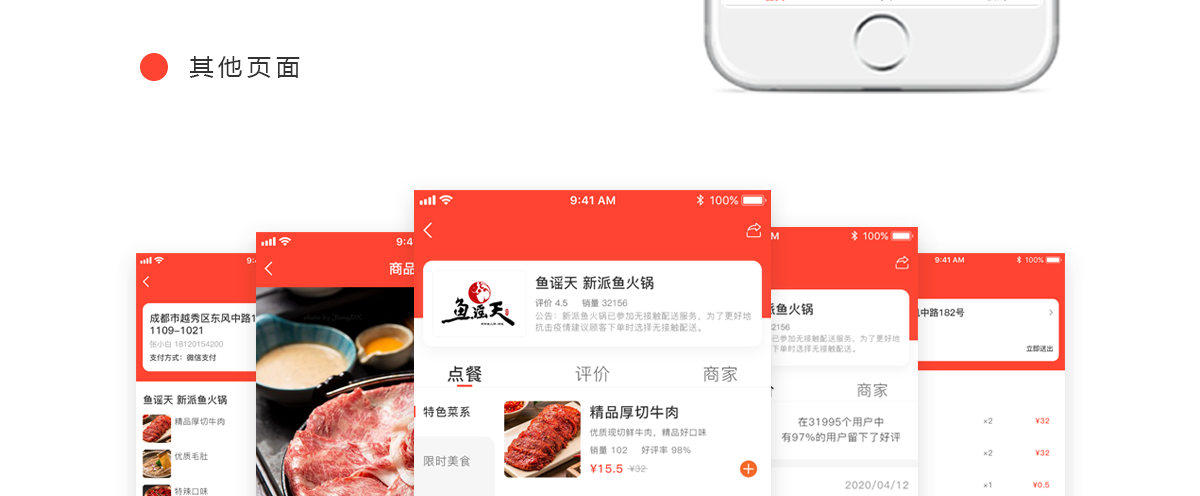 其他页面
9:41 AM
100%
鱼谣天
鱼谣天 新派鱼火锅
评价 4.5 销量 32156
公告：新派鱼火锅已参加无接触配送服务，为了更好地
抗击疫情建议顾客下单时选择无接触配送。
点餐
评价
商家
特色菜系
限时美食
精品厚切牛肉
优质现切鲜牛肉，精品好口味
销量 102 好评率 98%
¥15.5 ¥32
9:4
商品
photo by JiangDX
9:
成都市越秀区东风中路1
1109-1021
张小白 18120154200
支付方式：微信支付
鱼谣天 新派鱼火锅
精品厚切牛肉
优质毛肚
特辣口味
M
100%
鱼火锅
32156
已参加无接触配送服务，为了更好地
下单时选择无接触配送。
商家
在31995个用户中
有97%的用户留下了好评
2020/04/12
9:41 AM
100%
中路182号
立即送出
×2 ¥32
×2 ¥32
×1 ¥0.5